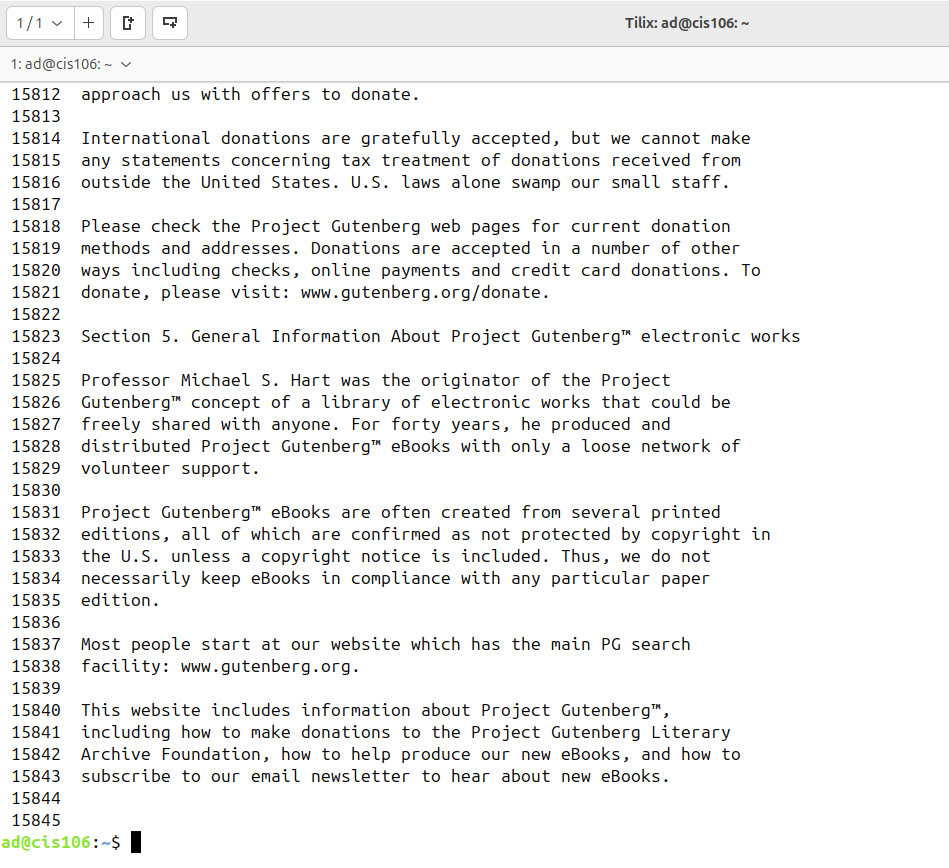 1 / 1
Tilix: ad@cis106: ~
1: ad@cis106: ~
15812 approach us with offers to donate.
15813
15814 International donations are gratefully accepted, but we cannot make
15815 any statements concerning tax treatment of donations received from
15816 outside the United States. U.S. laws alone swamp our small staff.
15817
15818 Please check the Project Gutenberg web pages for current donation
15819 methods and addresses. Donations are accepted in a number of other
15820 ways including checks, online payments and credit card donations. To
15821 donate, please visit: www.gutenberg.org/donate.
15822
15823 Section 5. General Information About Project Gutenberg™ electronic works
15824
15825 Professor Michael S. Hart was the originator of the Project
15826 Gutenberg™ concept of a library of electronic works that could be
15827 freely shared with anyone. For forty years, he produced and
15828 distributed Project Gutenberg™ eBooks with only a loose network of
15829 volunteer support.
15830
15831 Project Gutenberg™ eBooks are often created from several printed
15832 editions, all of which are confirmed as not protected by copyright in
15833 the U.S. unless a copyright notice is included. Thus, we do not
15834 necessarily keep eBooks in compliance with any particular paper
15835 edition.
15836
15837 Most people start at our website which has the main PG search
15838 facility: www.gutenberg.org.
15839
15840 This website includes information about Project Gutenberg™,
15841 including how to make donations to the Project Gutenberg Literary
15842 Archive Foundation, how to help produce our new eBooks, and how to
15843 subscribe to our email newsletter to hear about new eBooks.
15844
15845
ad@cis106:~$